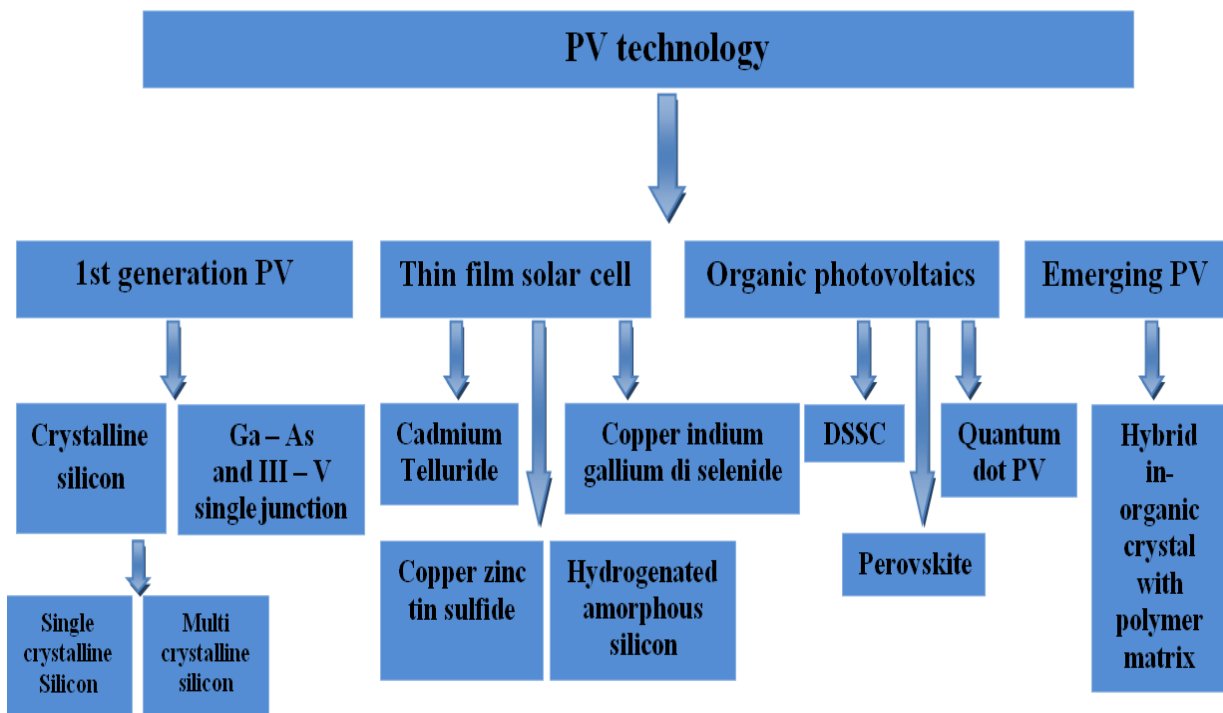 PV technology
1st generation PV
Thin film solar cell
Organic photovoltaics
Emerging PV
Crystalline
silicon
Ga – As
and III – V
single junction
Cadmium
Telluride
Copper indium
gallium di selenide
DSSC
Quantum
dot PV
Hybrid
in-
organic
crystal
with
polymer
matrix
Single
crystalline
Silicon
Multi
crystalline
silicon
Copper zinc
tin sulfide
Hydrogenated
amorphous
silicon
Perovskite